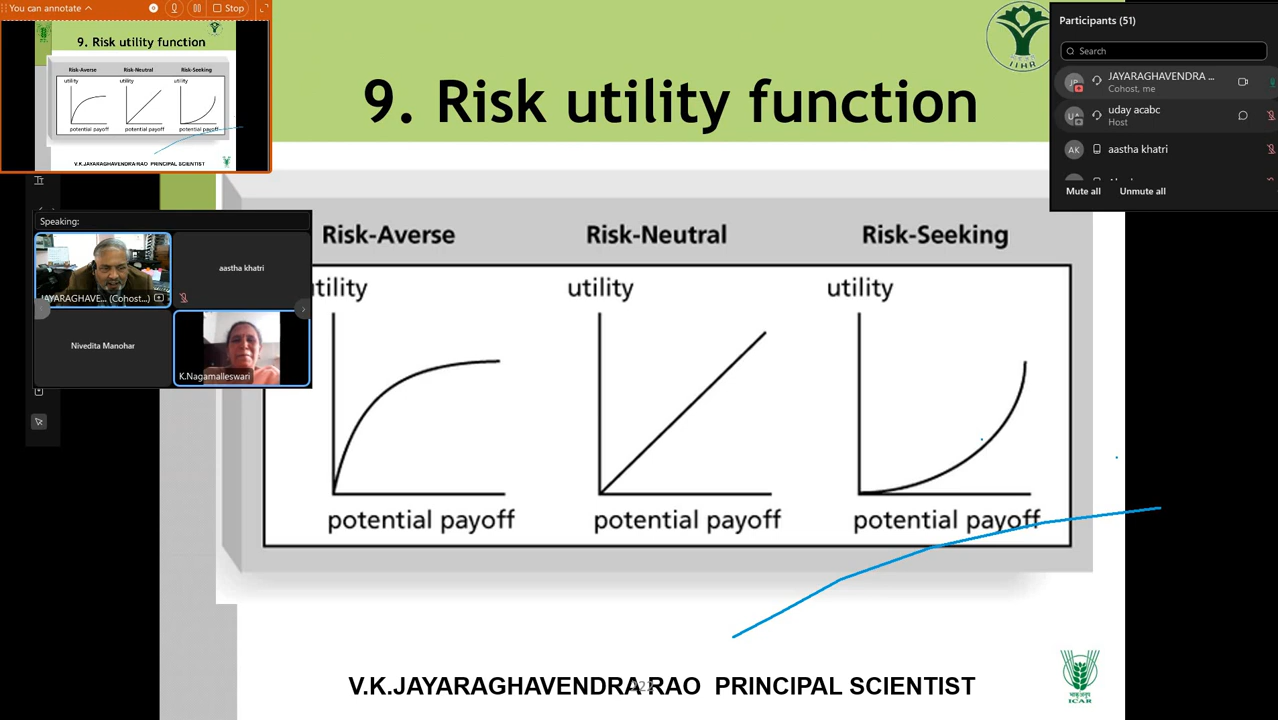 You can annotate
Stop
9. Risk utility function
Risk-Averse Risk-Neutral Risk-Seeking
utility utility utility
potential payoff potential payoff potential payoff
V.K.JAYARAGHAVENDRA RAO PRINCIPAL SCIENTIST
Speaking:
JAYARAGHAVE... (Cohost...)
aastha khatri
Nivedita Manohar
K.Nagamalleswari
9. Risk utility function
IIHR
Risk-Averse Risk-Neutral Risk-Seeking
utility utility utility
potential payoff potential payoff potential payoff
V.K.JAYARAGHAVENDRA RAO PRINCIPAL SCIENTIST
ICAR
Participants (51)
Search
JP
JAYARAGHAVENDRA ...
Cohost, me
uday acabc
Host
AK
aastha khatri
Mute all Unmute all